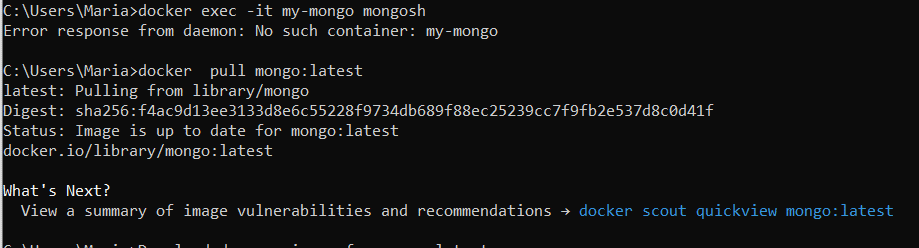 C:\Users\Maria>docker exec -it my-mongo mongosh
Error response from daemon: No such container: my-mongo
C:\Users\Maria>docker  pull mongo:latest
latest: Pulling from library/mongo
Digest: sha256:f4ac9d13ee3133d8e6c55228f9734db689f88ec25239cc7f9fb2e537d8c0d41f
Status: Image is up to date for mongo:latest
docker.io/library/mongo:latest
What's Next?
  View a summary of image vulnerabilities and recommendations → docker scout quickview mongo:latest